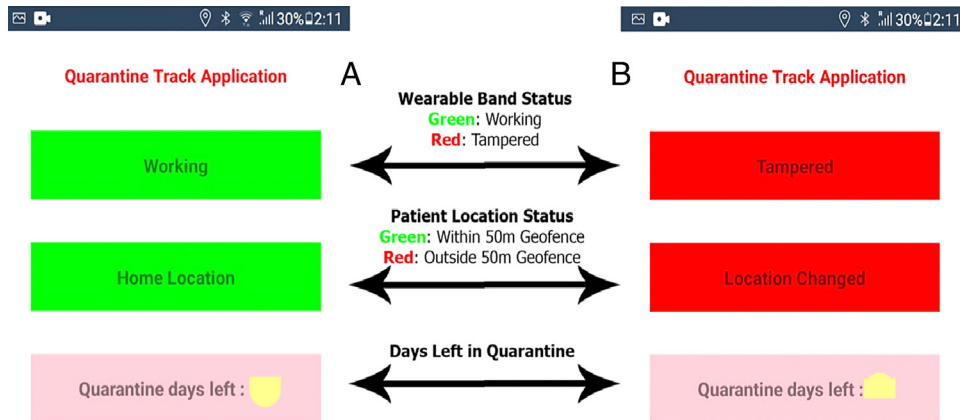 30% 2:11
30% 2:11
Quarantine Track Application
A
B
Quarantine Track Application
Wearable Band Status
Green: Working
Red: Tampered
Working
Tampered
Patient Location Status
Green: Within 50m Geofence
Red: Outside 50m Geofence
Home Location
Location Changed
Days Left in Quarantine
Quarantine days left :
Quarantine days left :